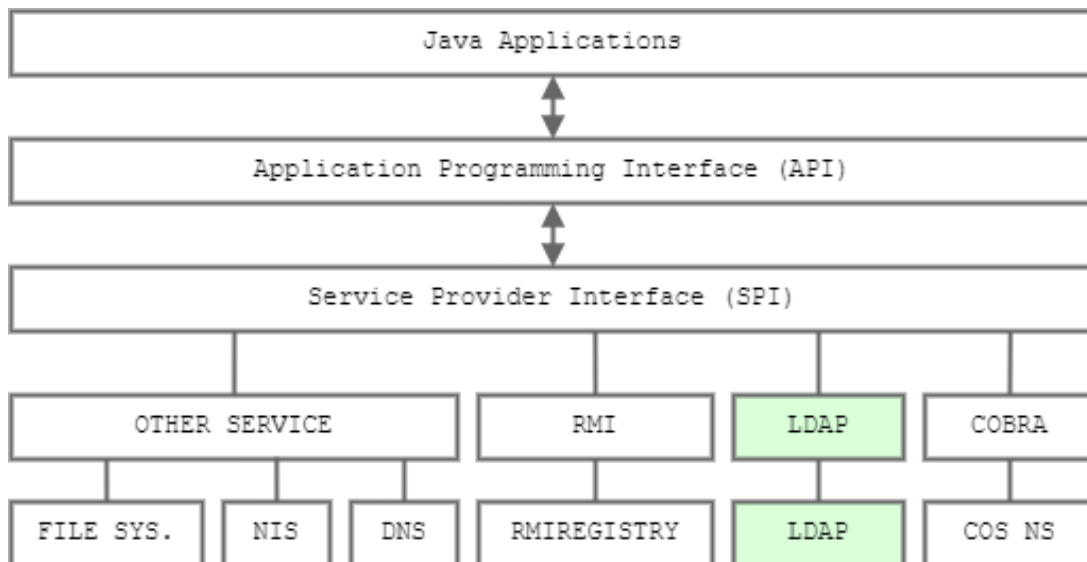 Java Applications
Application Programming Interface (API)
Service Provider Interface (SPI)
OTHER SERVICE
RMI
LDAP
COBRA
FILE SYS.
NIS
DNS
RMIREGISTRY
LDAP
COS NS